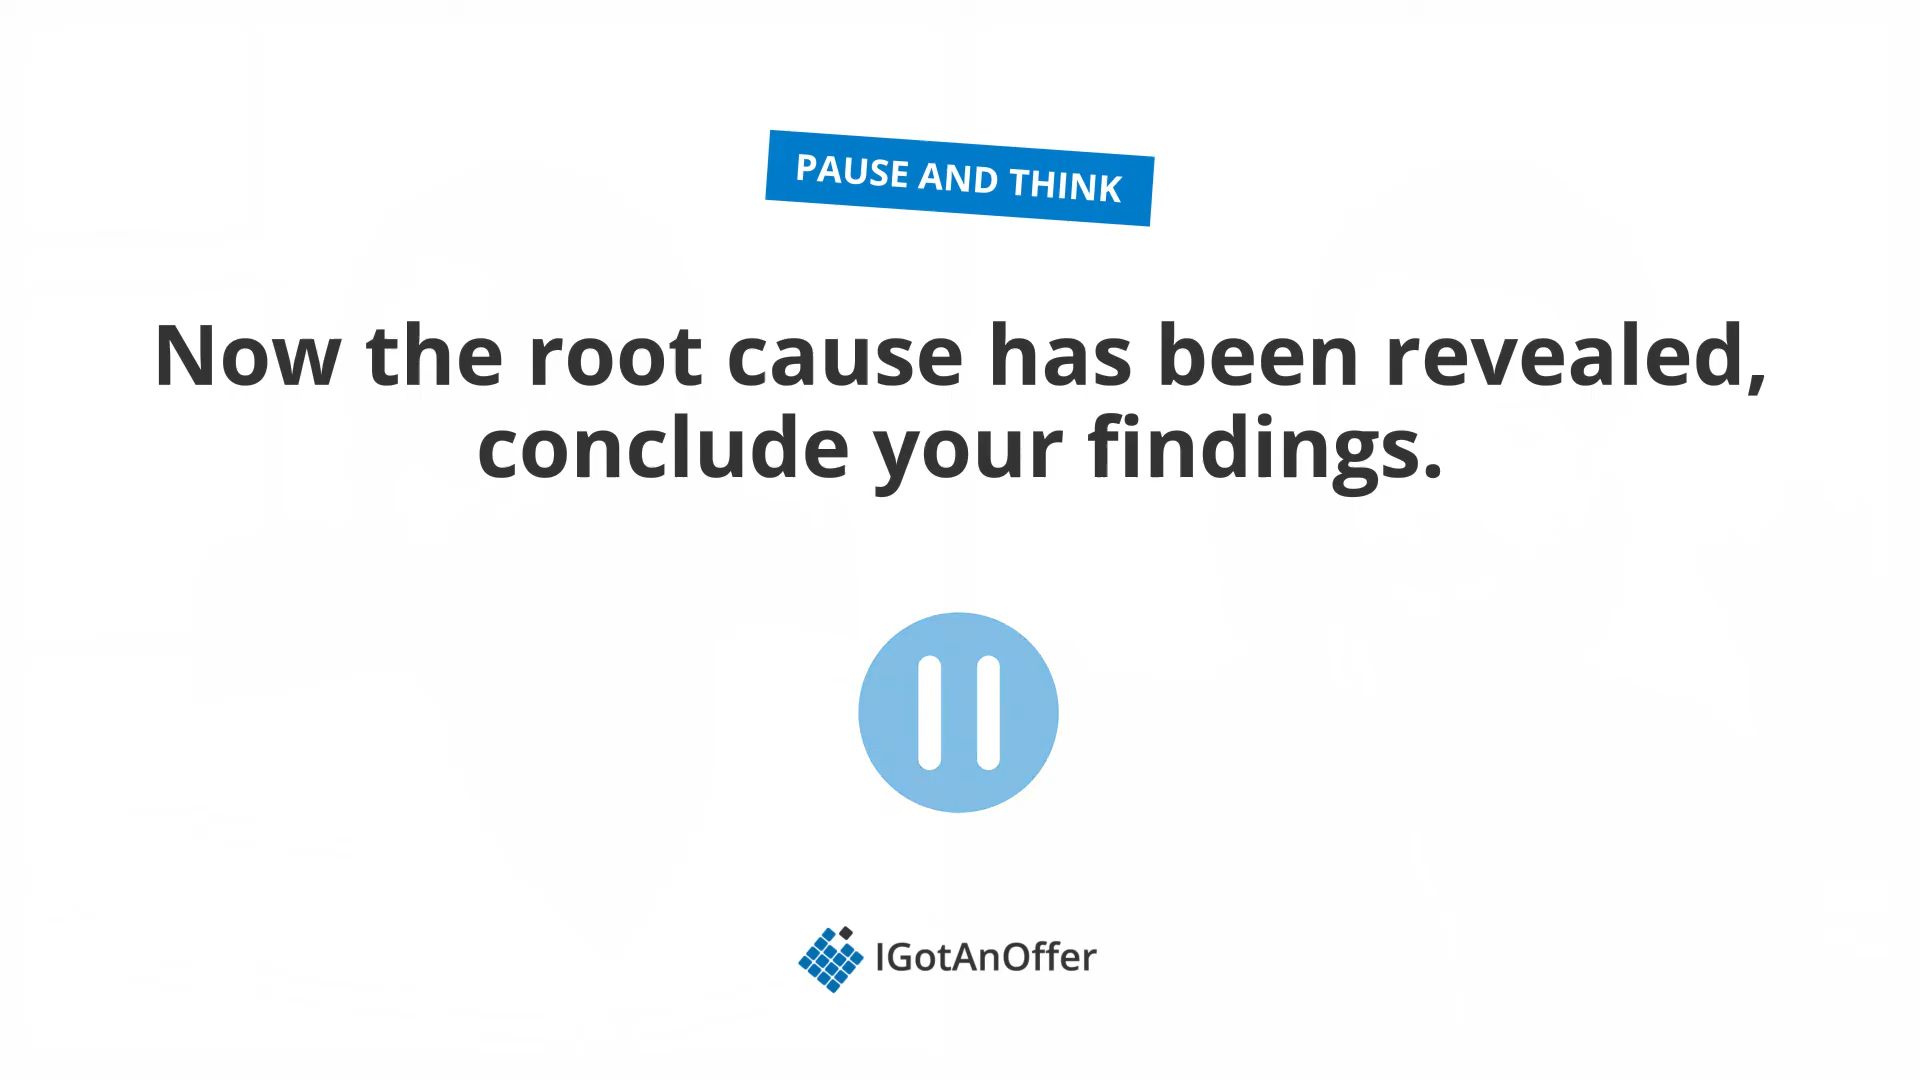 PAUSE AND THINK
Now the root cause has been revealed,
conclude your findings.
IGotAnOffer